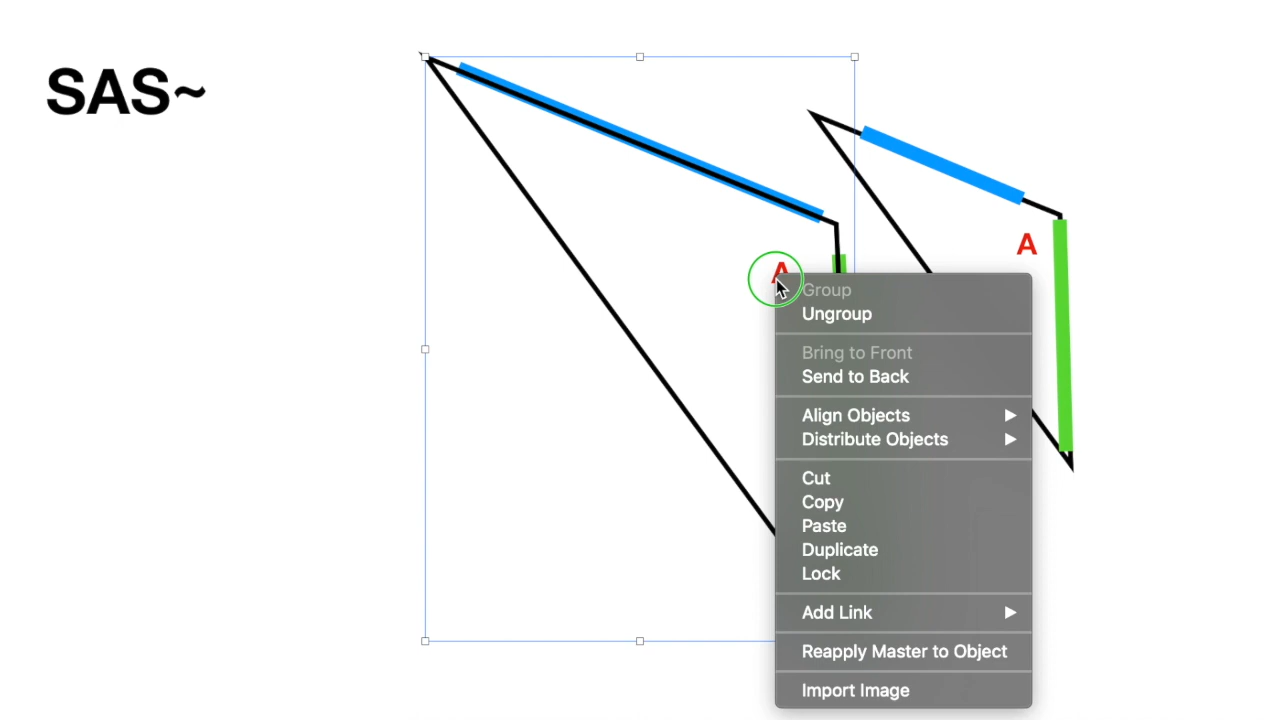 SAS~
A
A
Group
Ungroup
Bring to Front
Send to Back
Align Objects
Distribute Objects
Cut
Copy
Paste
Duplicate
Lock
Add Link
Reapply Master to Object
Import Image